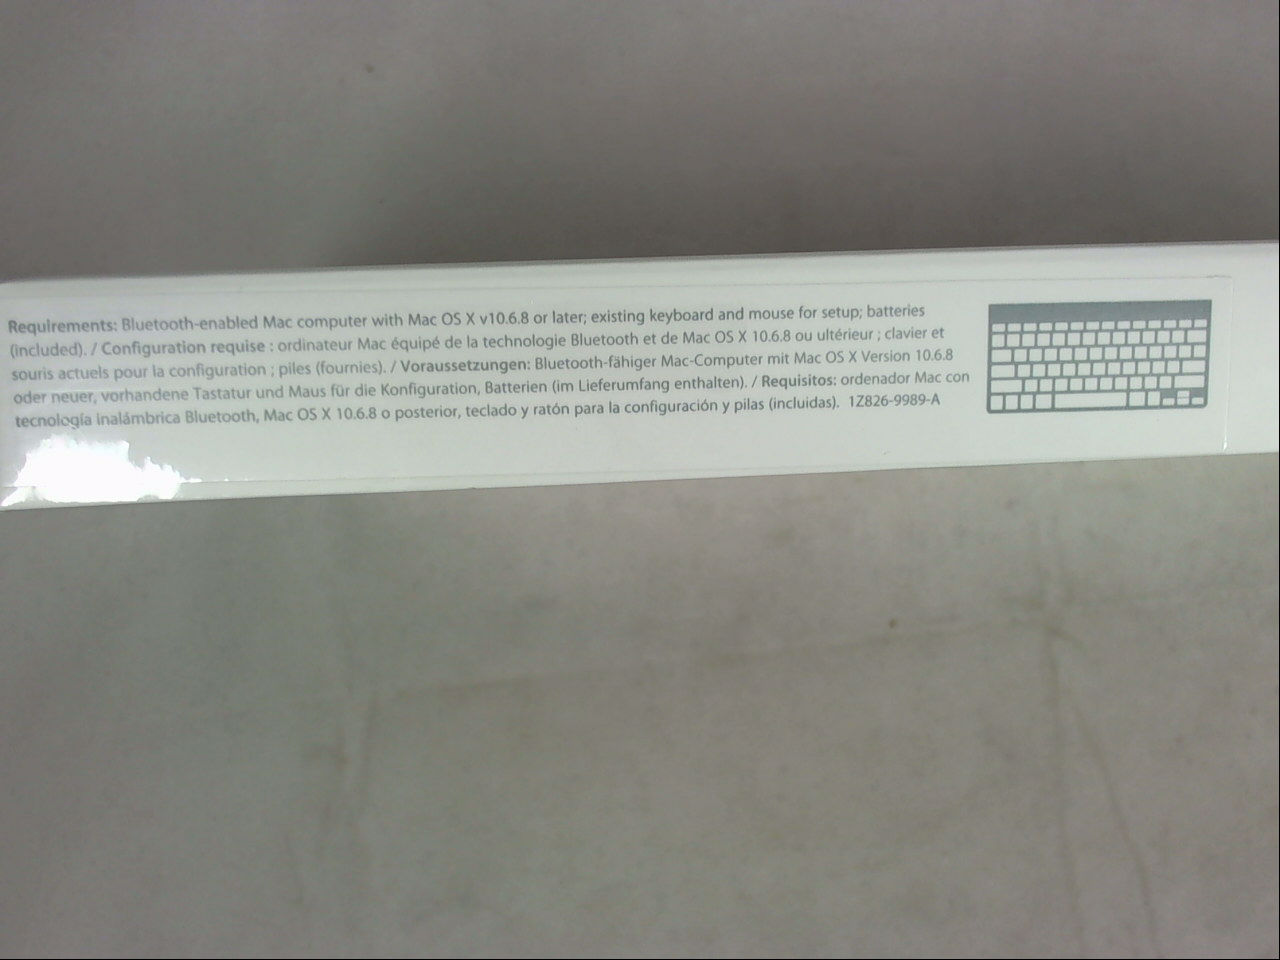 Requirements: Bluetooth-enabled Mac computer with Mac OS X v10.6.8 or later; existing keyboard and mouse for setup; batteries
(included). / Configuration requise : ordinateur Mac équipé de la technologie Bluetooth et de Mac OS X 10.6.8 ou ultérieur ; clavier et
souris actuels pour la configuration ; piles (fournies). / Voraussetzungen: Bluetooth-fähiger Mac-Computer mit Mac OS X Version 10.6.8
oder neuer, vorhandene Tastatur und Maus für die Konfiguration, Batterien (im Lieferumfang enthalten). / Requisitos: ordenador Mac con
tecnología inalámbrica Bluetooth, Mac OS X 10.6.8 o posterior, teclado y ratón para la configuración y pilas (incluidas). 1Z826-9989-A